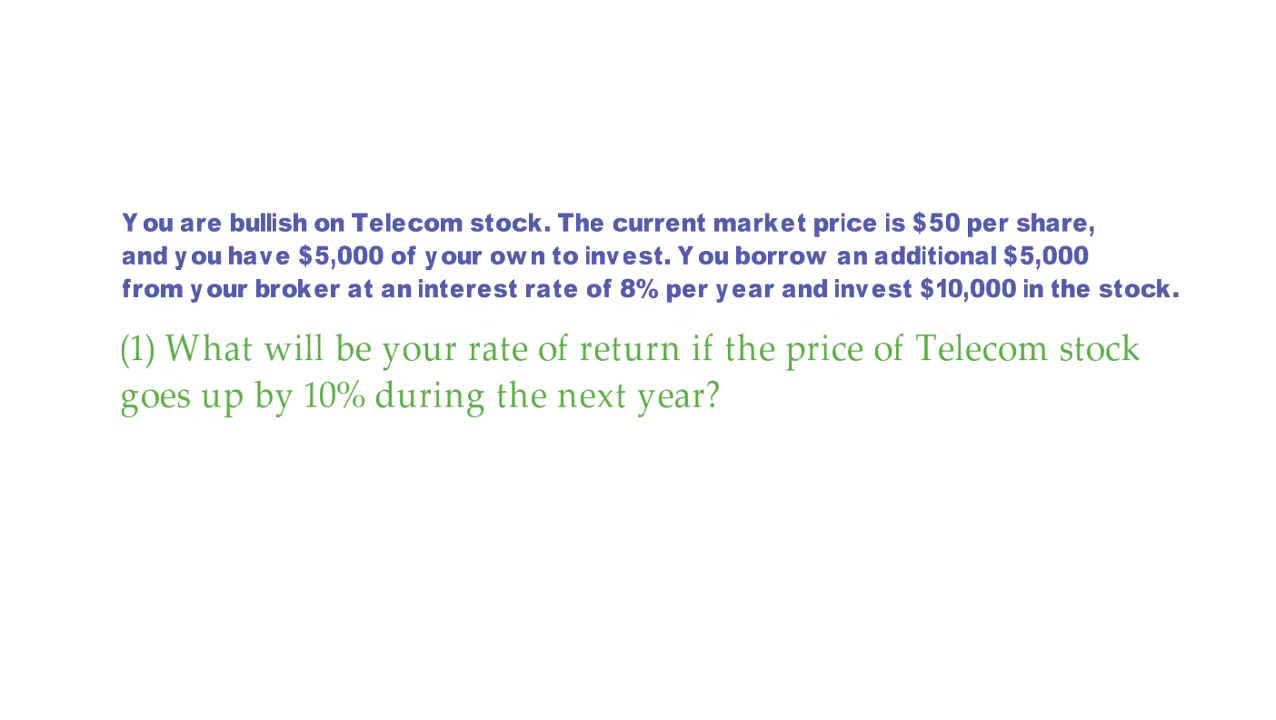 You are bullish on Telecom stock. The current market price is $50 per share,
and you have $5,000 of your own to invest. You borrow an additional $5,000
from your broker at an interest rate of 8% per year and invest $10,000 in the stock.
(1) What will be your rate of return if the price of Telecom stock
goes up by 10% during the next year?